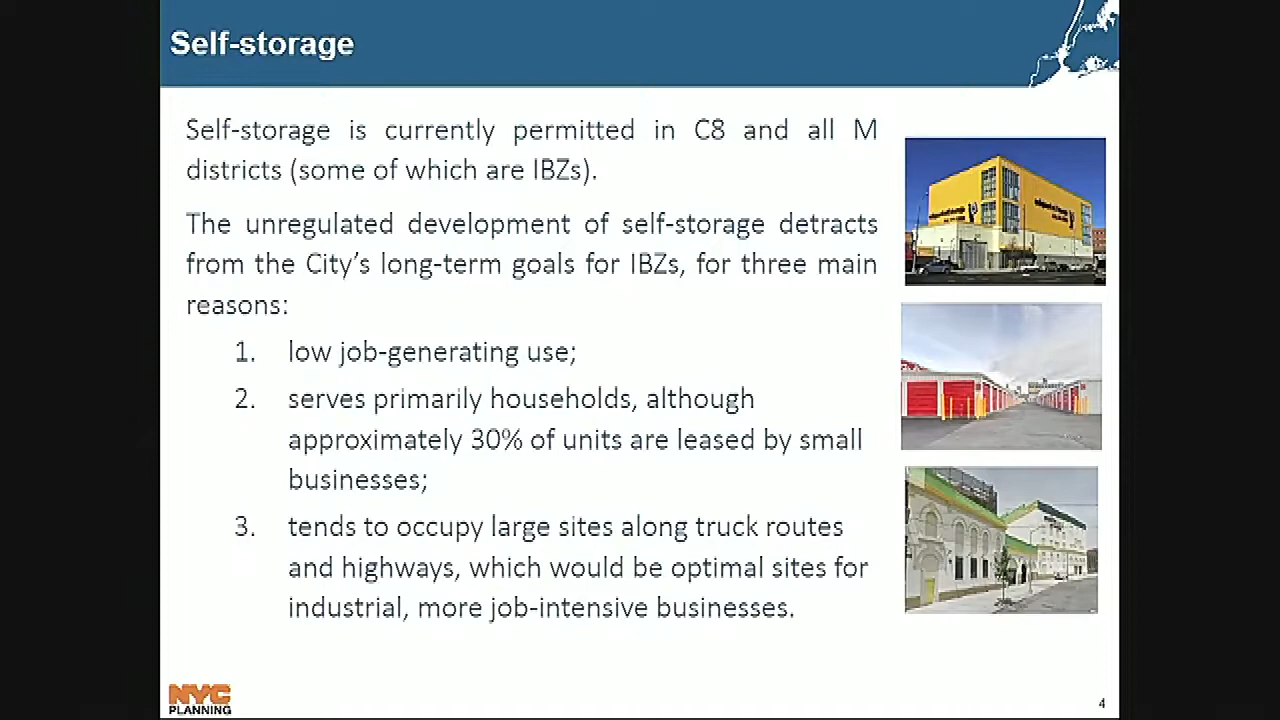 Self-storage
Self-storage is currently permitted in C8 and all M
districts (some of which are IBZs).
The unregulated development of self-storage detracts
from the City's long-term goals for IBZs, for three main
reasons:
1. low job-generating use;
2. serves primarily households, although
approximately 30% of units are leased by small
businesses;
3. tends to occupy large sites along truck routes
and highways, which would be optimal sites for
industrial, more job-intensive businesses.
NYC
PLANNING
4